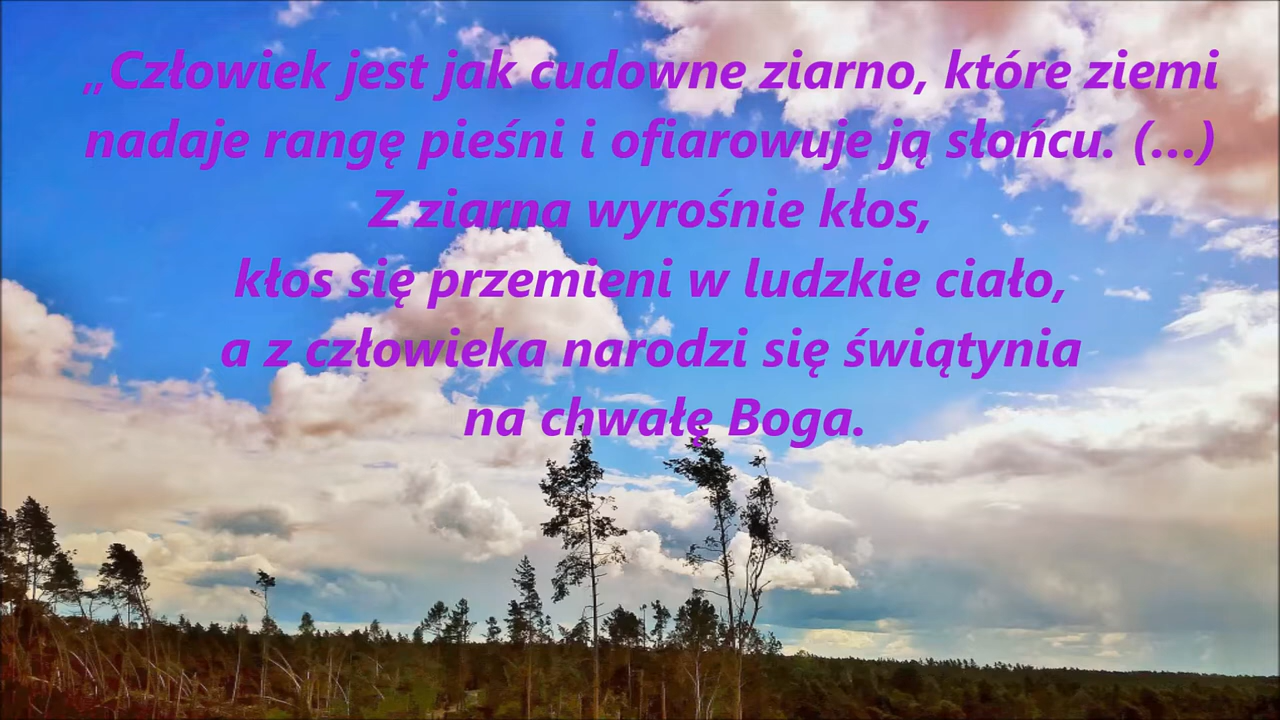 „Człowiek jest jak cudowne ziarno, które ziemi
nadaje rangę pieśni i ofiarowuje ją słońcu. (...)
Z ziarna wyrośnie kłos,
kłos się przemieni w ludzkie ciało,
a z człowieka narodzi się świątynia
na chwałę Boga.